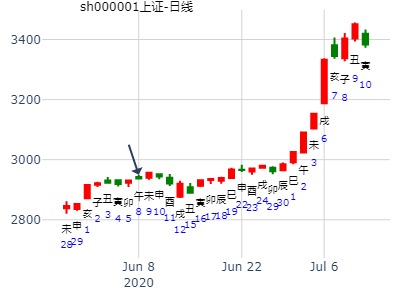 sh000001上证-日线
3400
3200
3000
2800
未 申 亥 子 丑 寅 卯 午 未 申 酉 戌 丑 寅 卯 辰 巳 申 酉 戌 卯 辰 巳 午 未 戌 亥 子 丑 寅
28 29 1 2 3 4 5 8 9 10 11 12 15 16 17 18 19 22 23 24 29 30 1 2 3 6 7 8 9 10
Jun 8 Jun 22 Jul 6
2020